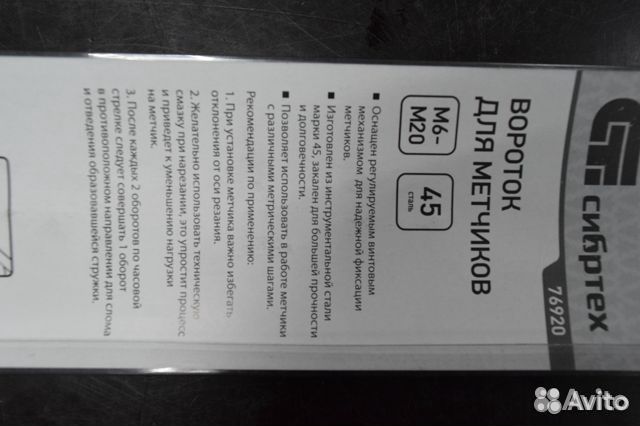 сибртех
76920
ВОРОТОК
ДЛЯ МЕТЧИКОВ
М6-
М20
45
сталь
■ Оснащен регулируемым винтовым
механизмом для надежной фиксации
метчиков.
■ Изготовлен из инструментальной стали
марки 45, закален для большей прочности
и долговечности.
■ Позволяет использовать в работе метчики
с различными метрическими шагами.
Рекомендации по применению:
1. При установке метчика важно избегать
отклонения от оси резания.
2. Желательно использовать техническую
смазку при нарезании, это упростит процесс
и приведет к уменьшению нагрузки
на метчик.
3. После каждых 2 оборотов по часовой
стрелке следует совершать 1 оборот
в противоположном направлении для слома
и отведения образовавшейся стружки.
Avito